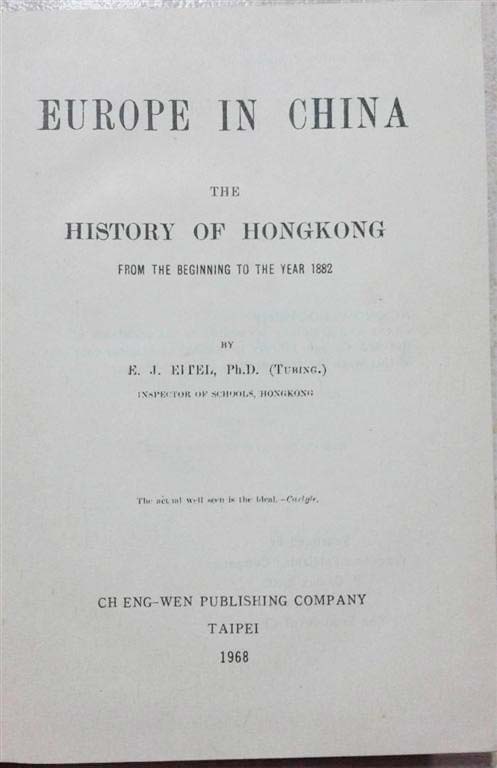 EUROPE IN CHINA
THE
HISTORY OF HONGKONG
FROM THE BEGINNING TO THE YEAR 1882
BY
E. J. EITEL, Ph.D. (TUBING.)
INSPECTOR OF SCHOOLS, HONGKONG
The actual well seen is the Ideal.—Carlyle.
CH ENG-WEN PUBLISHING COMPANY
TAIPEI
1968